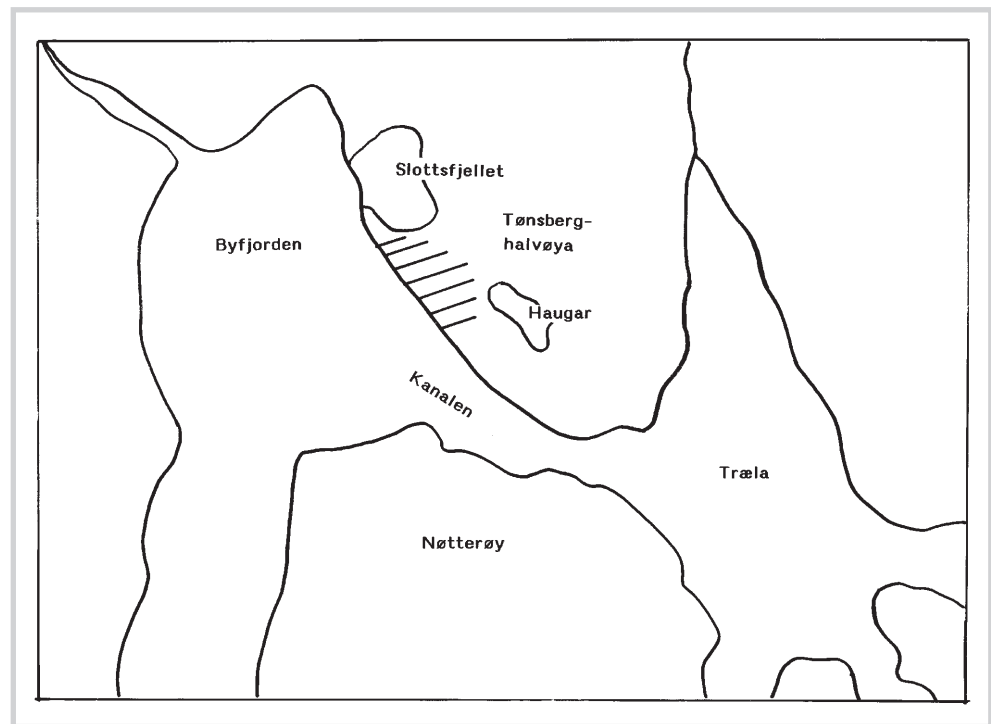 Slottsfjellet
Tønsberg-
halvøya
Byfjorden
Haugar
Kanalen
Træla
Nøtterøy